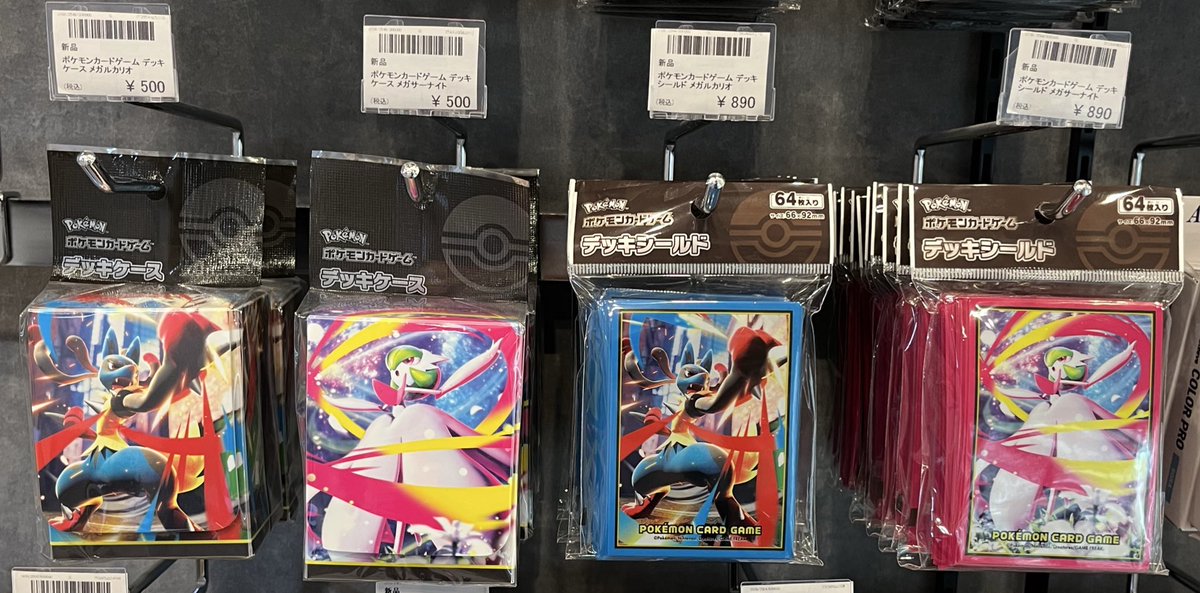 新品
ポケモンカードゲーム デッキ
ケース メガルカリオ
(税込)
¥ 500
新品
ポケモンカードゲーム デッキ
ケース メガサーナイト
(税込)
¥ 500
新品
ポケモンカードゲーム デッキ
シールド メガルカリオ
(税込)
¥ 890
新品
ポケモンカードゲーム デッキ
シールド メガサーナイト
(税込)
¥ 890
Pokémon
ポケモンカードゲーム
デッキケース
Pokémon
ポケモンカードゲーム
デッキケース
Pokémon
ポケモンカードゲーム
デッキシールド
64枚入り
サイズ:66×92mm
POKÉMON CARD GAME
Pokémon
ポケモンカードゲーム
デッキシールド
64枚入り
サイズ:66×92mm
POKÉMON CARD GAME
COLOR PRO
新品